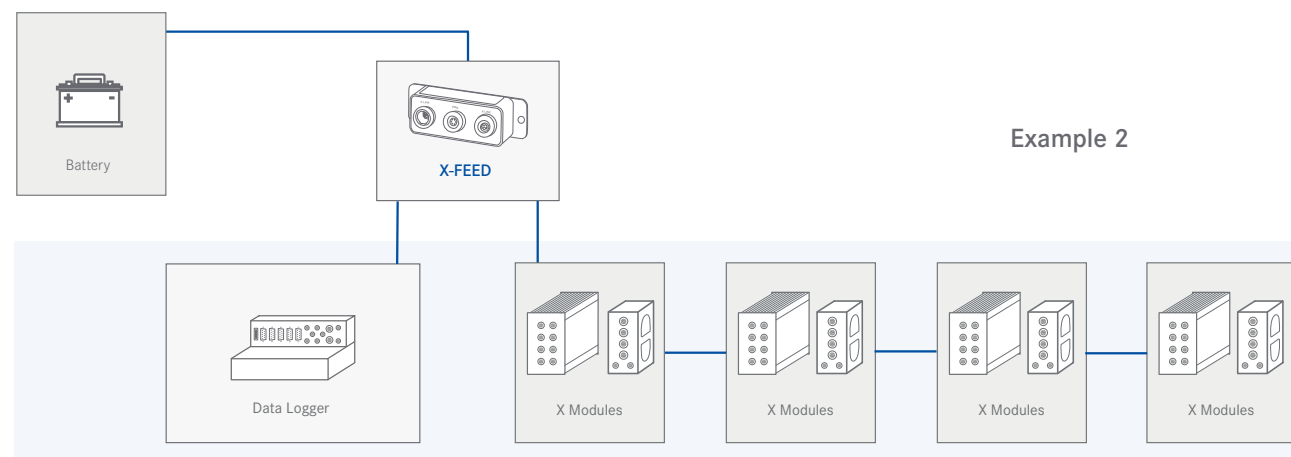 Battery
X-FEED
Example 2
Data Logger
X Modules
X Modules
X Modules
X Modules